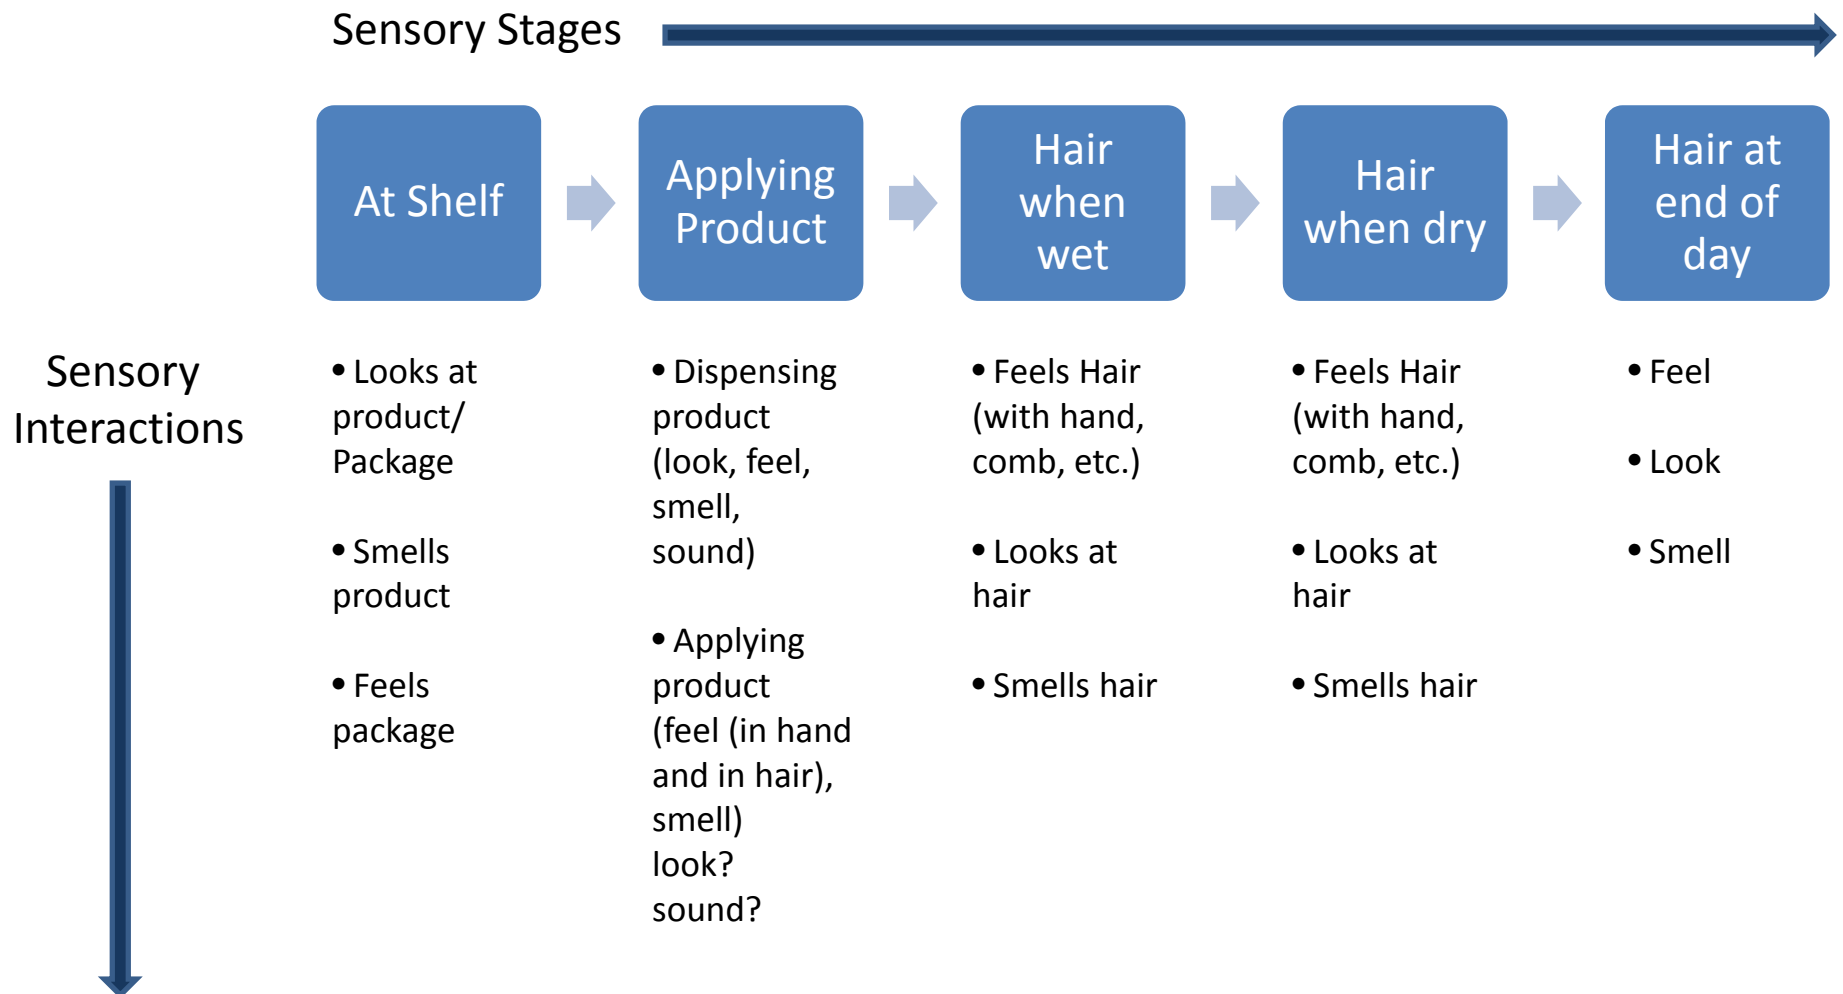 Sensory Stages
At Shelf
Applying
Product
Hair
when
wet
Hair
when dry
Hair at
end of
day
Sensory
Interactions
• Looks at
product/
Package
• Smells
product
• Feels
package
• Dispensing
product
(look, feel,
smell,
sound)
• Applying
product
(feel (in hand
and in hair),
smell)
look?
sound?
• Feels Hair
(with hand,
comb, etc.)
• Looks at
hair
• Smells hair
• Feels Hair
(with hand,
comb, etc.)
• Looks at
hair
• Smells hair
• Feel
• Look
• Smell